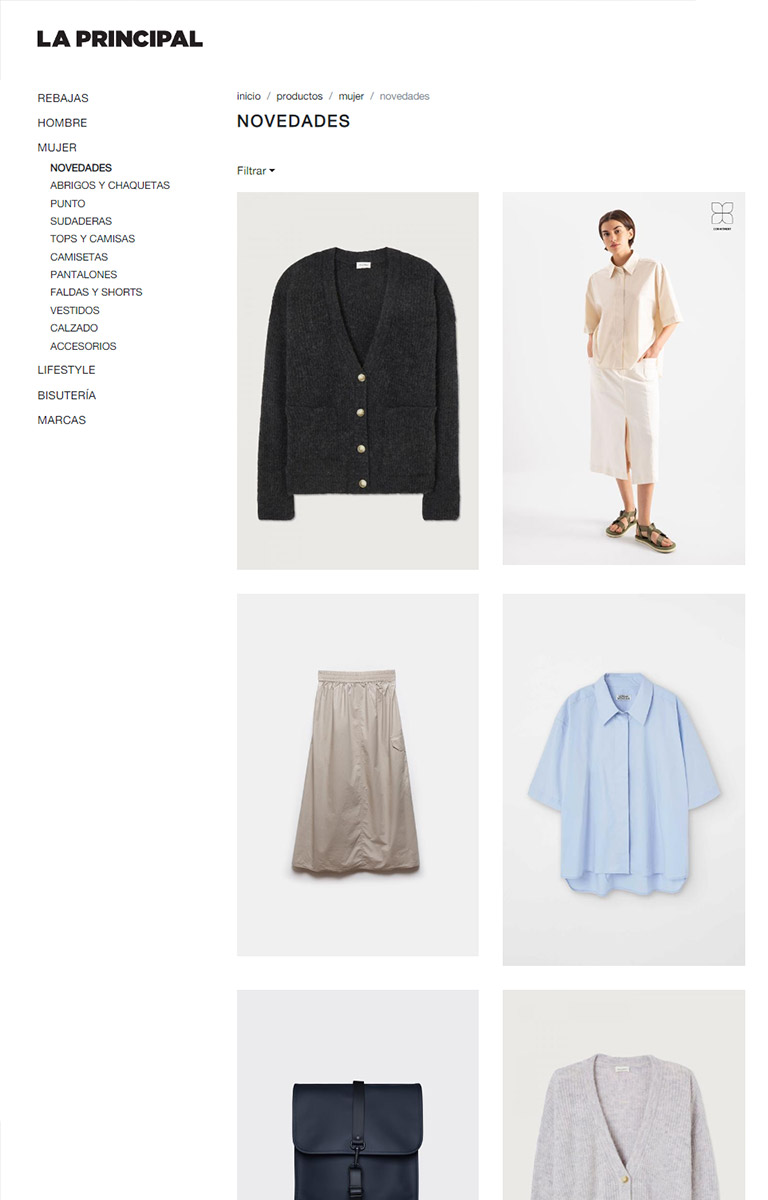 LA PRINCIPAL
REBAJAS
HOMBRE
MUJER
NOVEDADES
ABRIGOS Y CHAQUETAS
PUNTO
SUDADERAS
TOPS Y CAMISAS
CAMISETAS
PANTALONES
FALDAS Y SHORTS
VESTIDOS
CALZADO
ACCESORIOS
LIFESTYLE
BISUTERÍA
MARCAS
inicio / productos / mujer / novedades
NOVEDADES
Filtrar